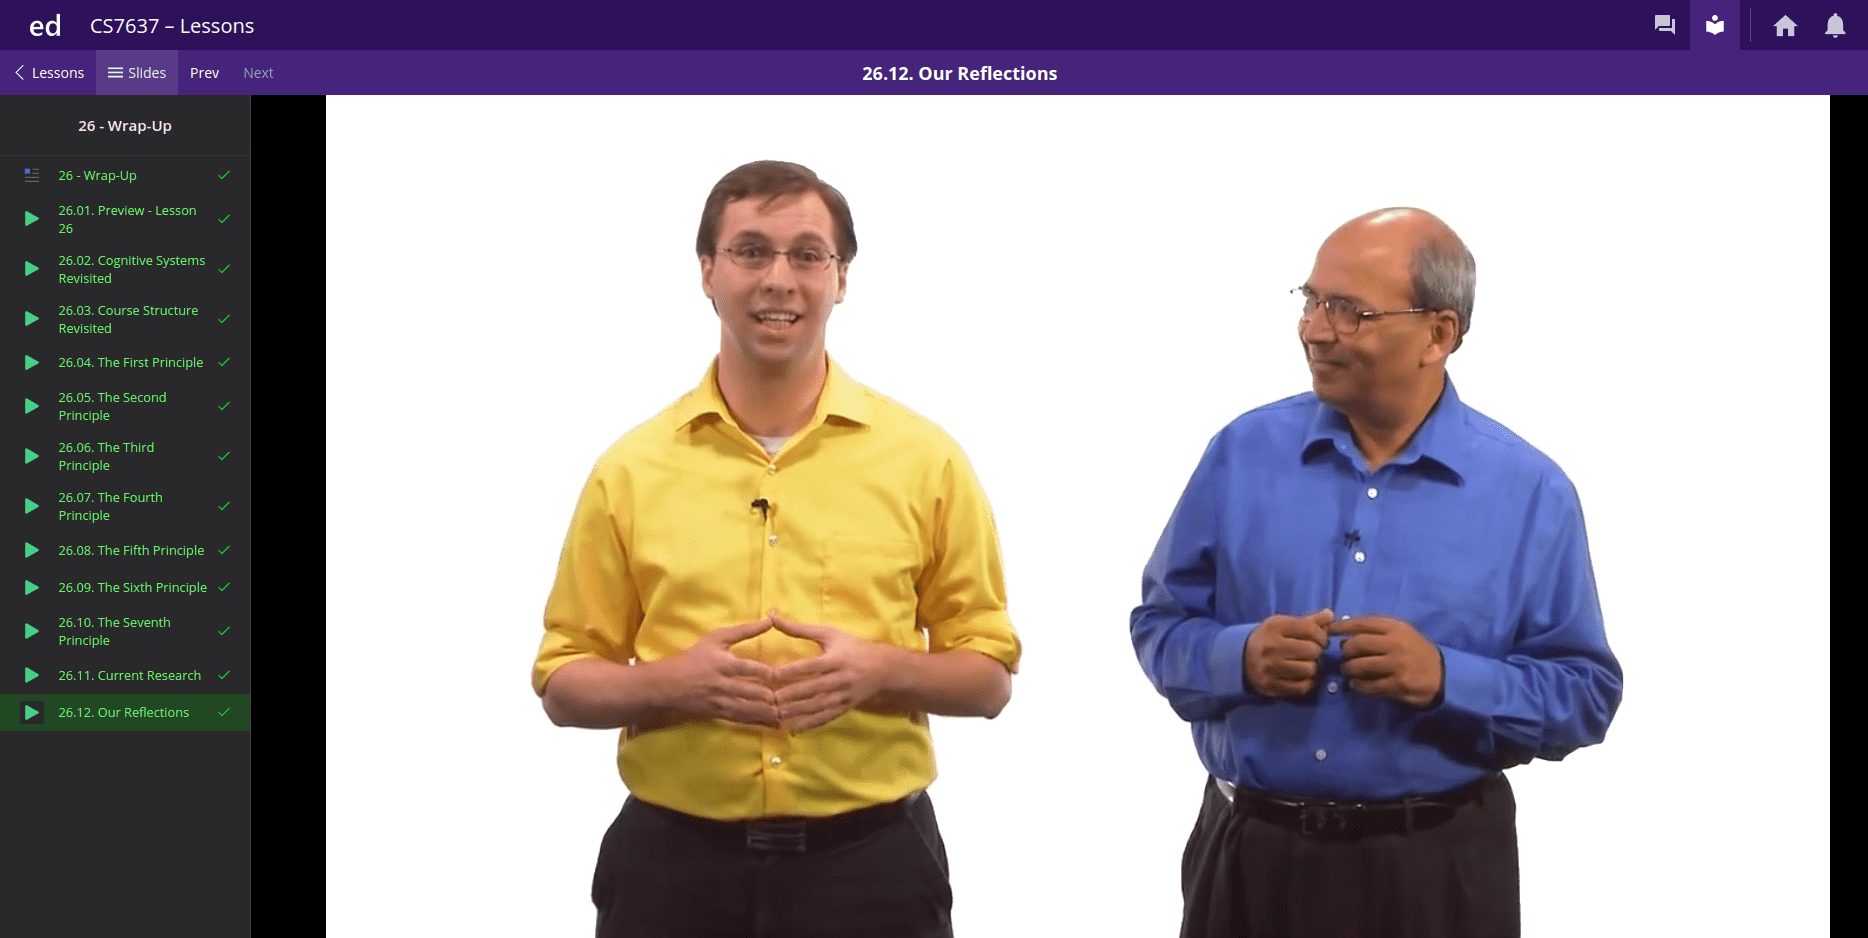 ed
CS7637 – Lessons
Lessons
Slides
Prev
Next
26.12. Our Reflections
26 - Wrap-Up
26 - Wrap-Up
26.01. Preview - Lesson
26
26.02. Cognitive Systems
Revisited
26.03. Course Structure
Revisited
26.04. The First Principle
26.05. The Second
Principle
26.06. The Third
Principle
26.07. The Fourth
Principle
26.08. The Fifth Principle
26.09. The Sixth Principle
26.10. The Seventh
Principle
26.11. Current Research
26.12. Our Reflections